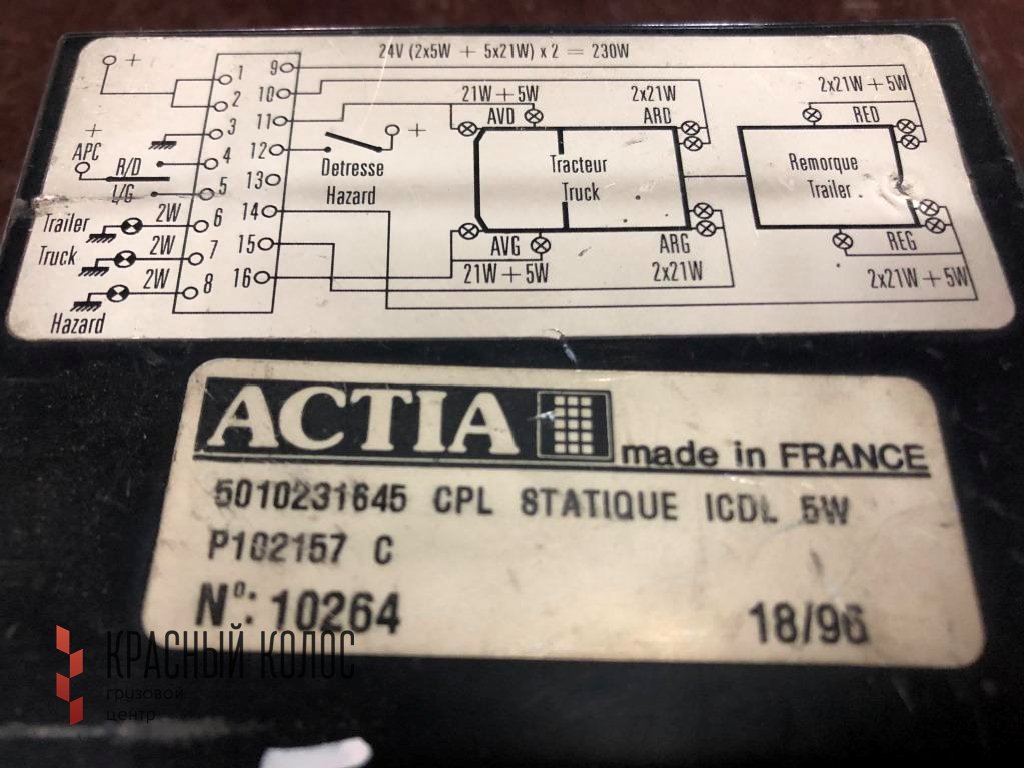 24V (2x5W + 5x21W) x 2 = 230W
+
1
2
3
4
5
6
7
8
9
10
11
12
13
14
15
16
+
APC
R/D
L/G
Trailer
2W
Truck
2W
2W
Hazard
+
Detresse
Hazard
21W + 5W
AVD
2x21W
ARD
Tracteur
Truck
AVG
21W + 5W
ARG
2x21W
2x21W + 5W
RED
Remorque
Trailer
REG
2x21W + 5W
ACTIA
made in FRANCE
5010231645 CPL STATIQUE ICDL 5W
P102157 C
N°: 10264
18/96
КРАСНЫЙ КОЛОС
грузовой
центр